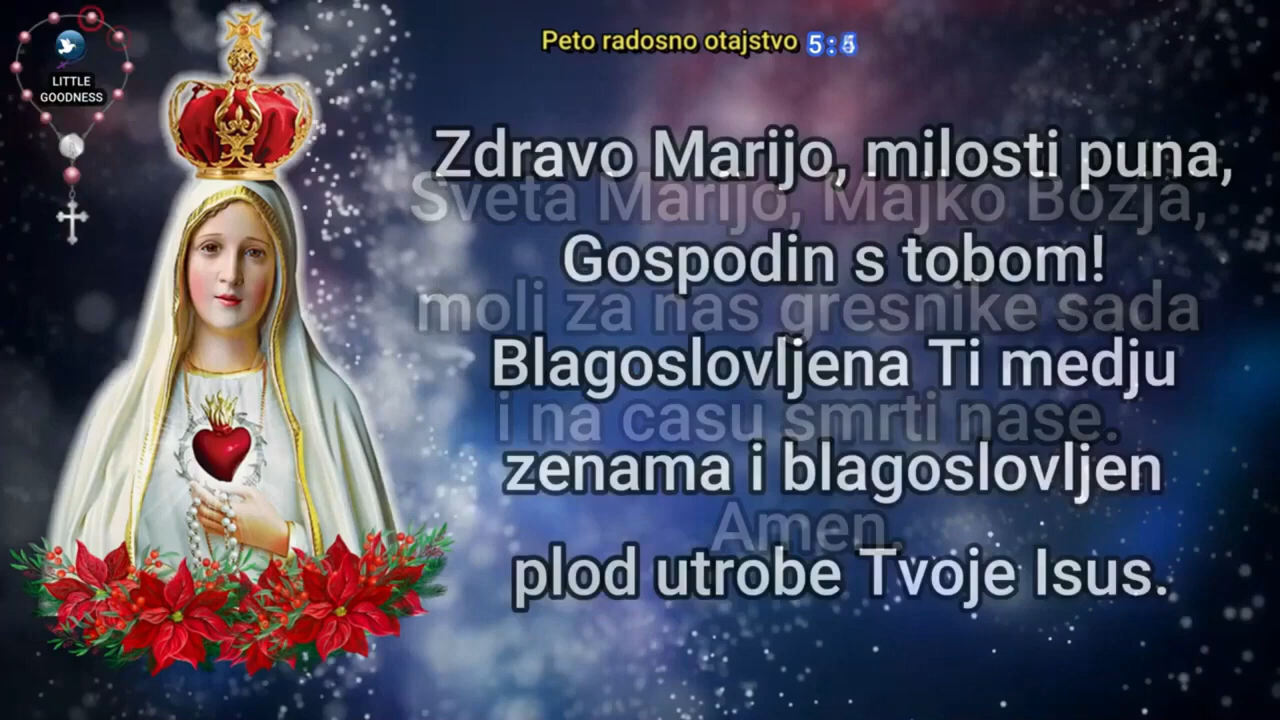 LITTLE
GOODNESS
Peto radosno otajstvo 5:
Zdravo Marijo, milosti puna,
Sveta Marijo, Majko Bozja,
Gospodin s tobom!
moli za nas gresnike sada
Blagoslovljena Ti medju
i na casu smrti nase.
zenama i blagoslovljen
Amen.
plod utrobe Tvoje Isus.